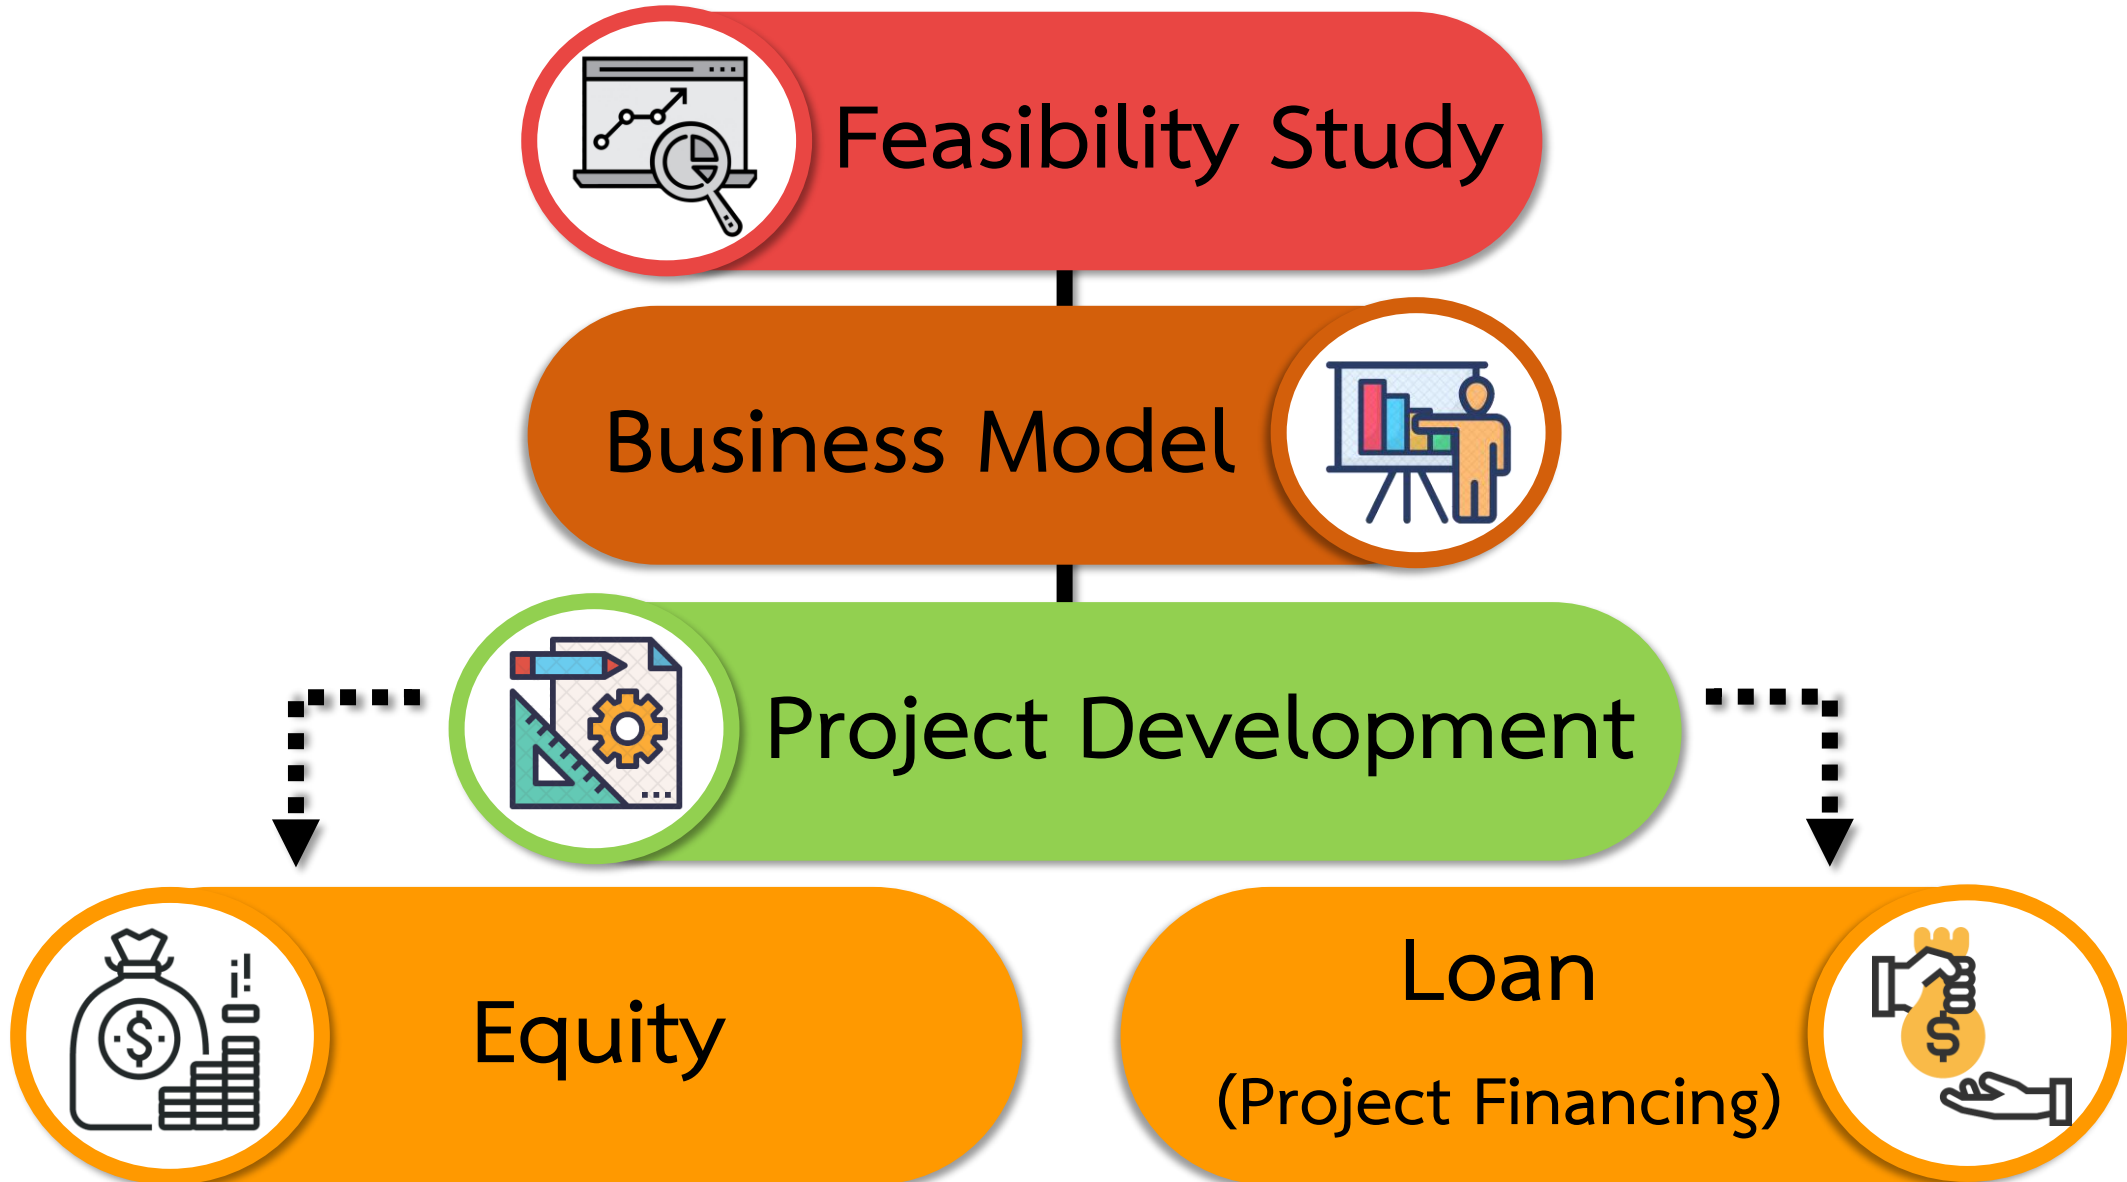 Feasibility Study
Business Model
Project Development
Equity
Loan
(Project Financing)